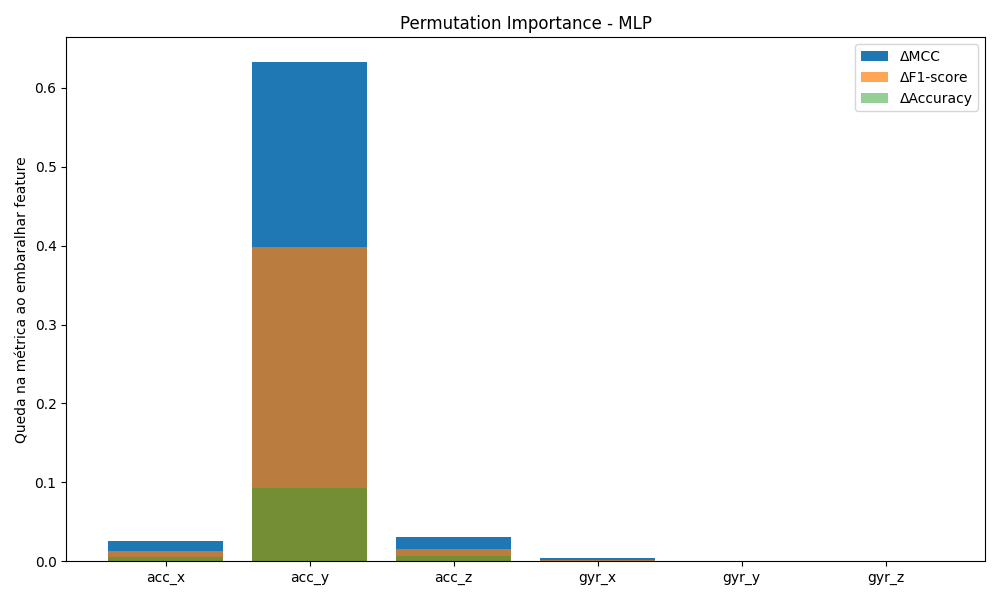 Permutation Importance - MLP
ΔMCC
ΔF1-score
ΔAccuracy
Queda na métrica ao embaralhar feature
0.6
0.5
0.4
0.3
0.2
0.1
0.0
acc_x acc_y acc_z gyr_x gyr_y gyr_z